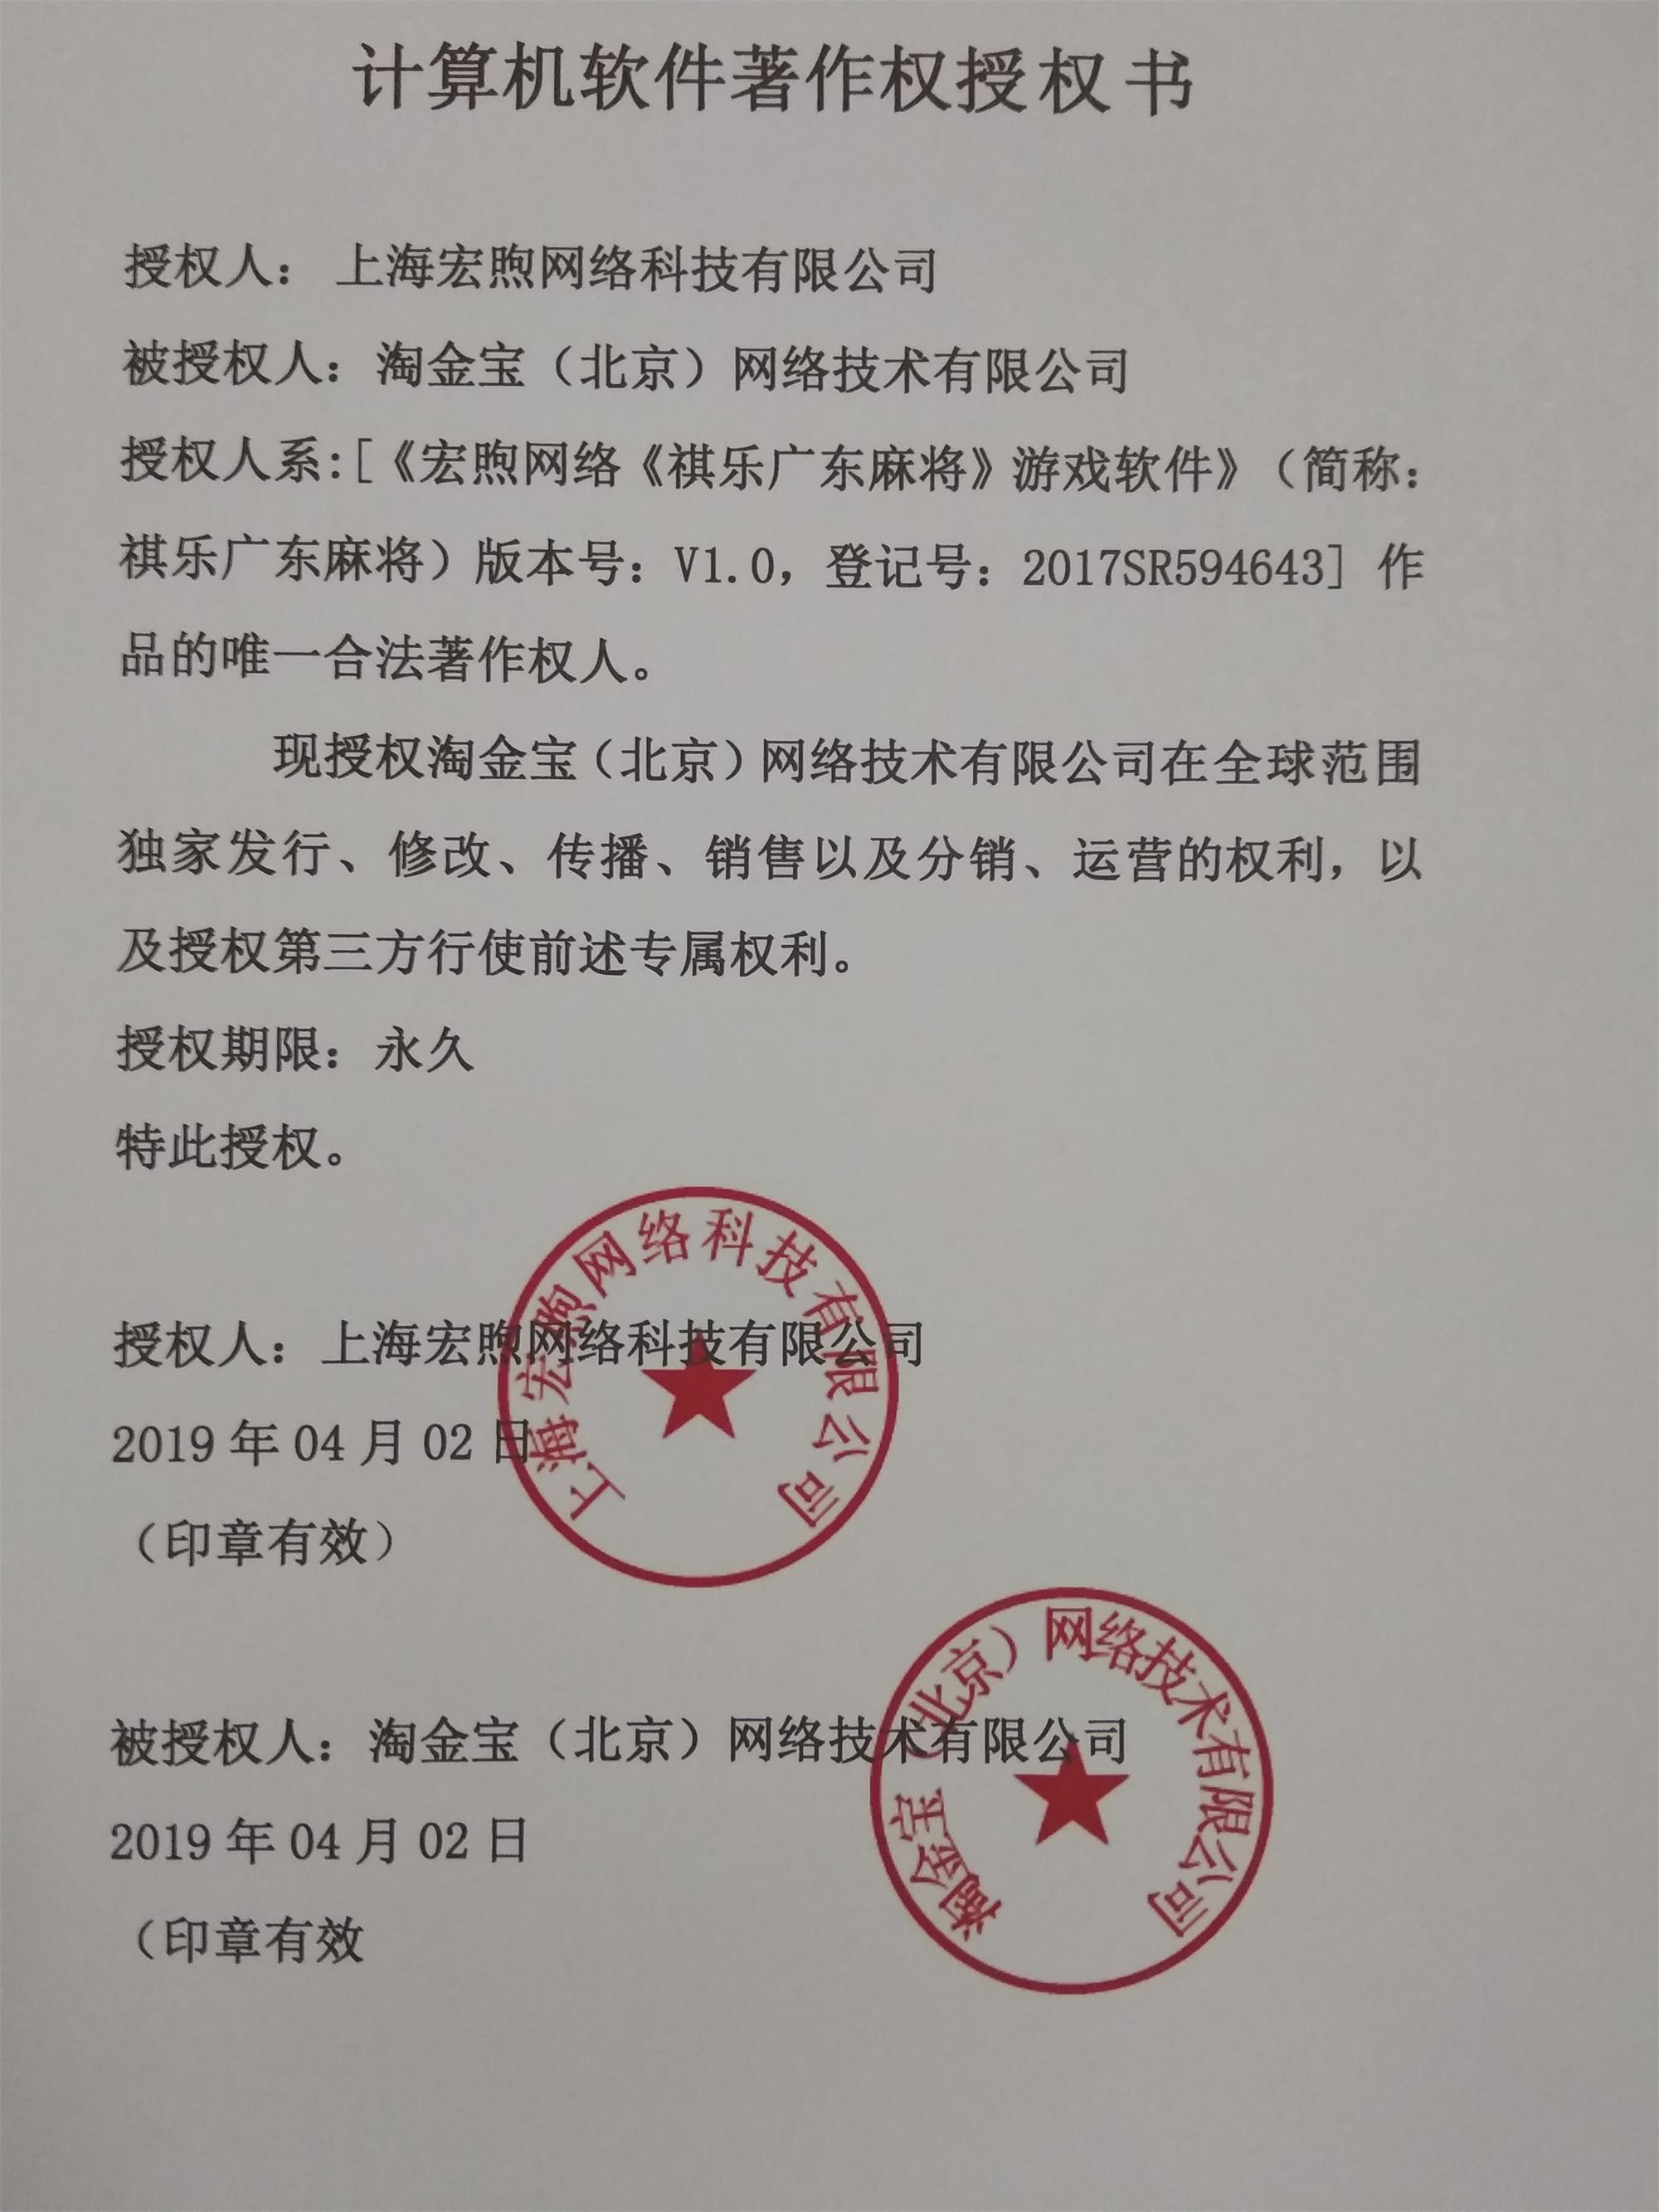 计算机软件著作权授权书
授权人： 上海宏煦网络科技有限公司
被授权人：淘金宝（北京）网络技术有限公司
授权人系:[《宏煦网络《祺乐广东麻将》游戏软件》（简称：
祺乐广东麻将）版本号：V1.0，登记号：2017SR594643] 作
品的唯一合法著作权人。
现授权淘金宝（北京）网络技术有限公司在全球范围
独家发行、修改、传播、销售以及分销、运营的权利，以
及授权第三方行使前述专属权利。
授权期限：永久
特此授权。
上海宏煦网络科技有限公司
授权人：上海宏煦网络科技有限公司
2019 年 04 月 02 日
（印章有效）
淘金宝（北京）网络技术有限公司
被授权人：淘金宝（北京）网络技术有限公司
2019 年 04 月 02 日
（印章有效